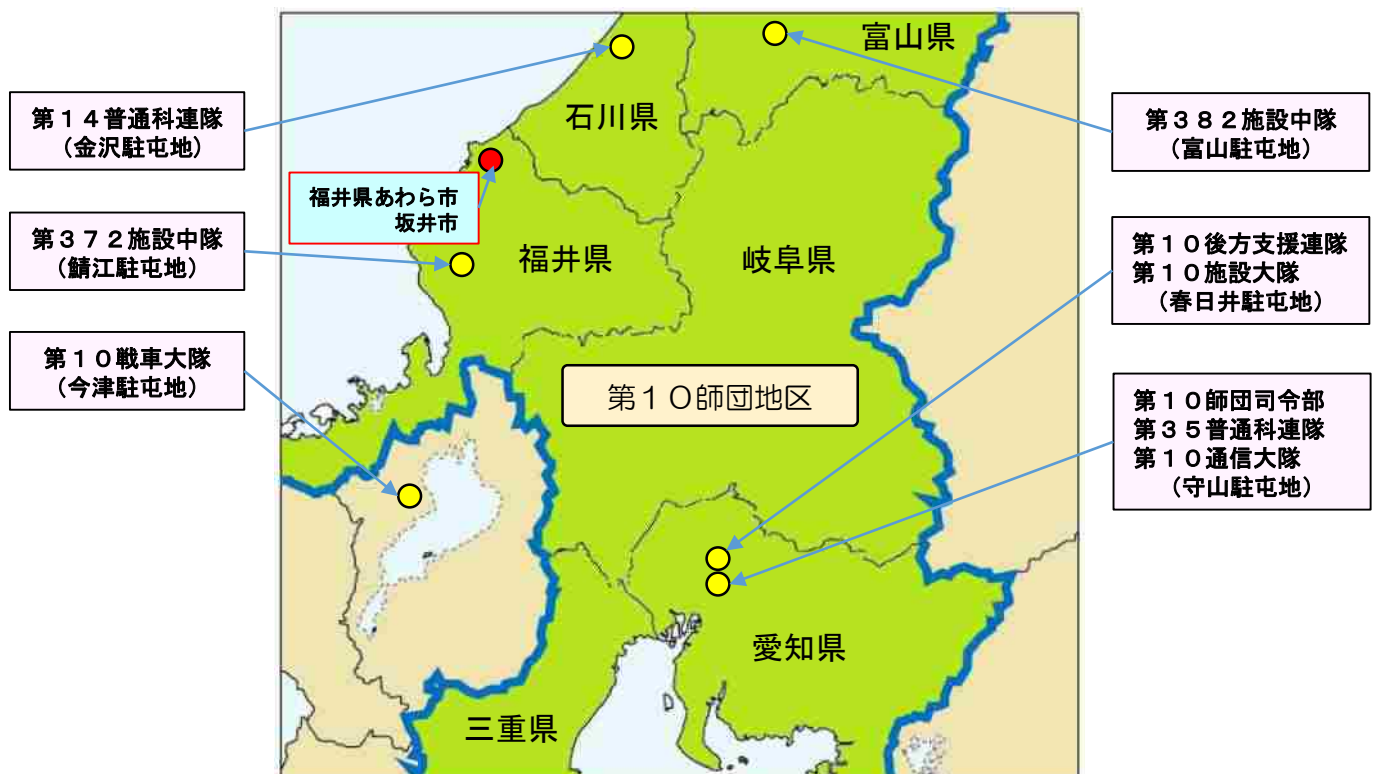 富山県
石川県
第１４普通科連隊
（金沢駐屯地）
第３８２施設中隊
（富山駐屯地）
福井県あわら市
坂井市
第３７２施設中隊
（鯖江駐屯地）
福井県
岐阜県
第１０後方支援連隊
第１０施設大隊
（春日井駐屯地）
第１０戦車大隊
（今津駐屯地）
第１０師団地区
第１０師団司令部
第３５普通科連隊
第１０通信大隊
（守山駐屯地）
愛知県
三重県